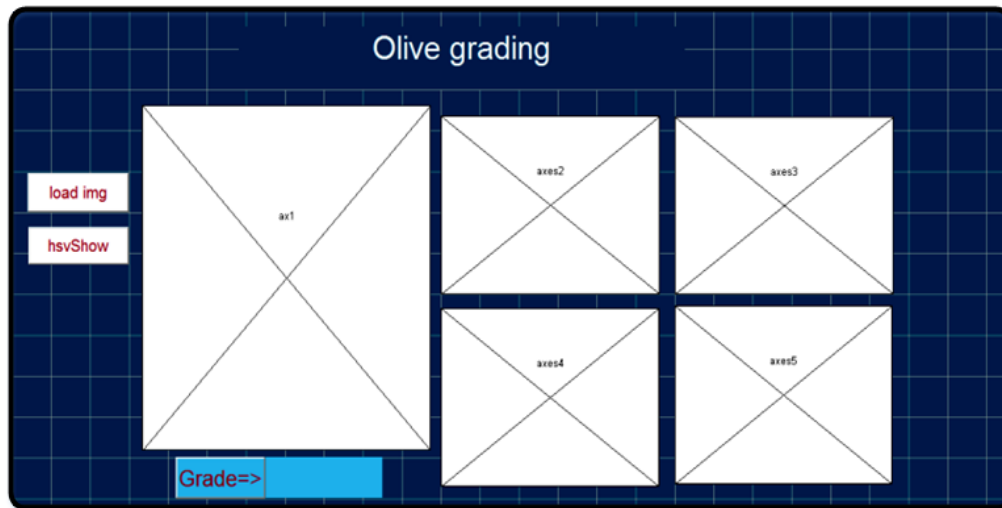 Olive grading
load img
hsvShow
ax1
axes2
axes3
axes4
axes5
Grade=>